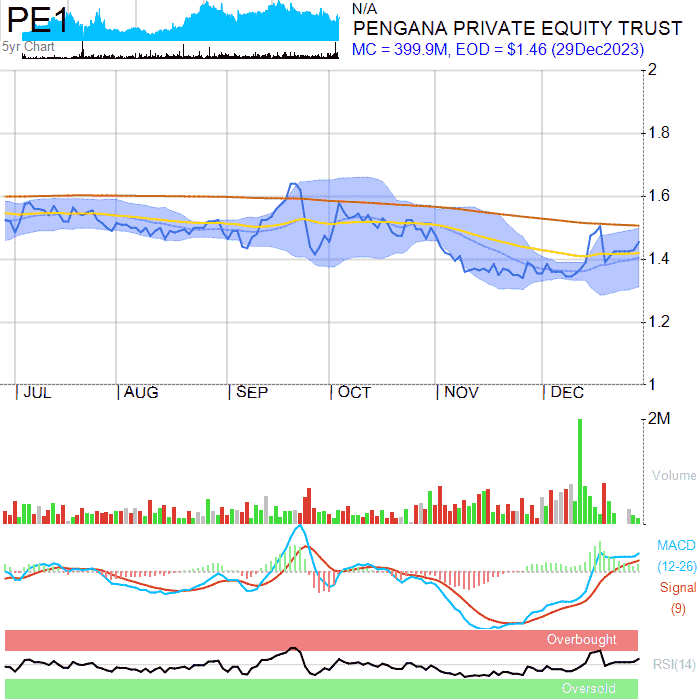 PE1
5yr Chart
N/A
PENGANA PRIVATE EQUITY TRUST
MC = 399.9M, EOD = $1.46 (29Dec2023)
2
1.8
1.6
1.4
1.2
1
JUL AUG SEP OCT NOV DEC
2M
Volume
MACD
(12-26)
Signal
(9)
Overbought
RSI(14)
Oversold